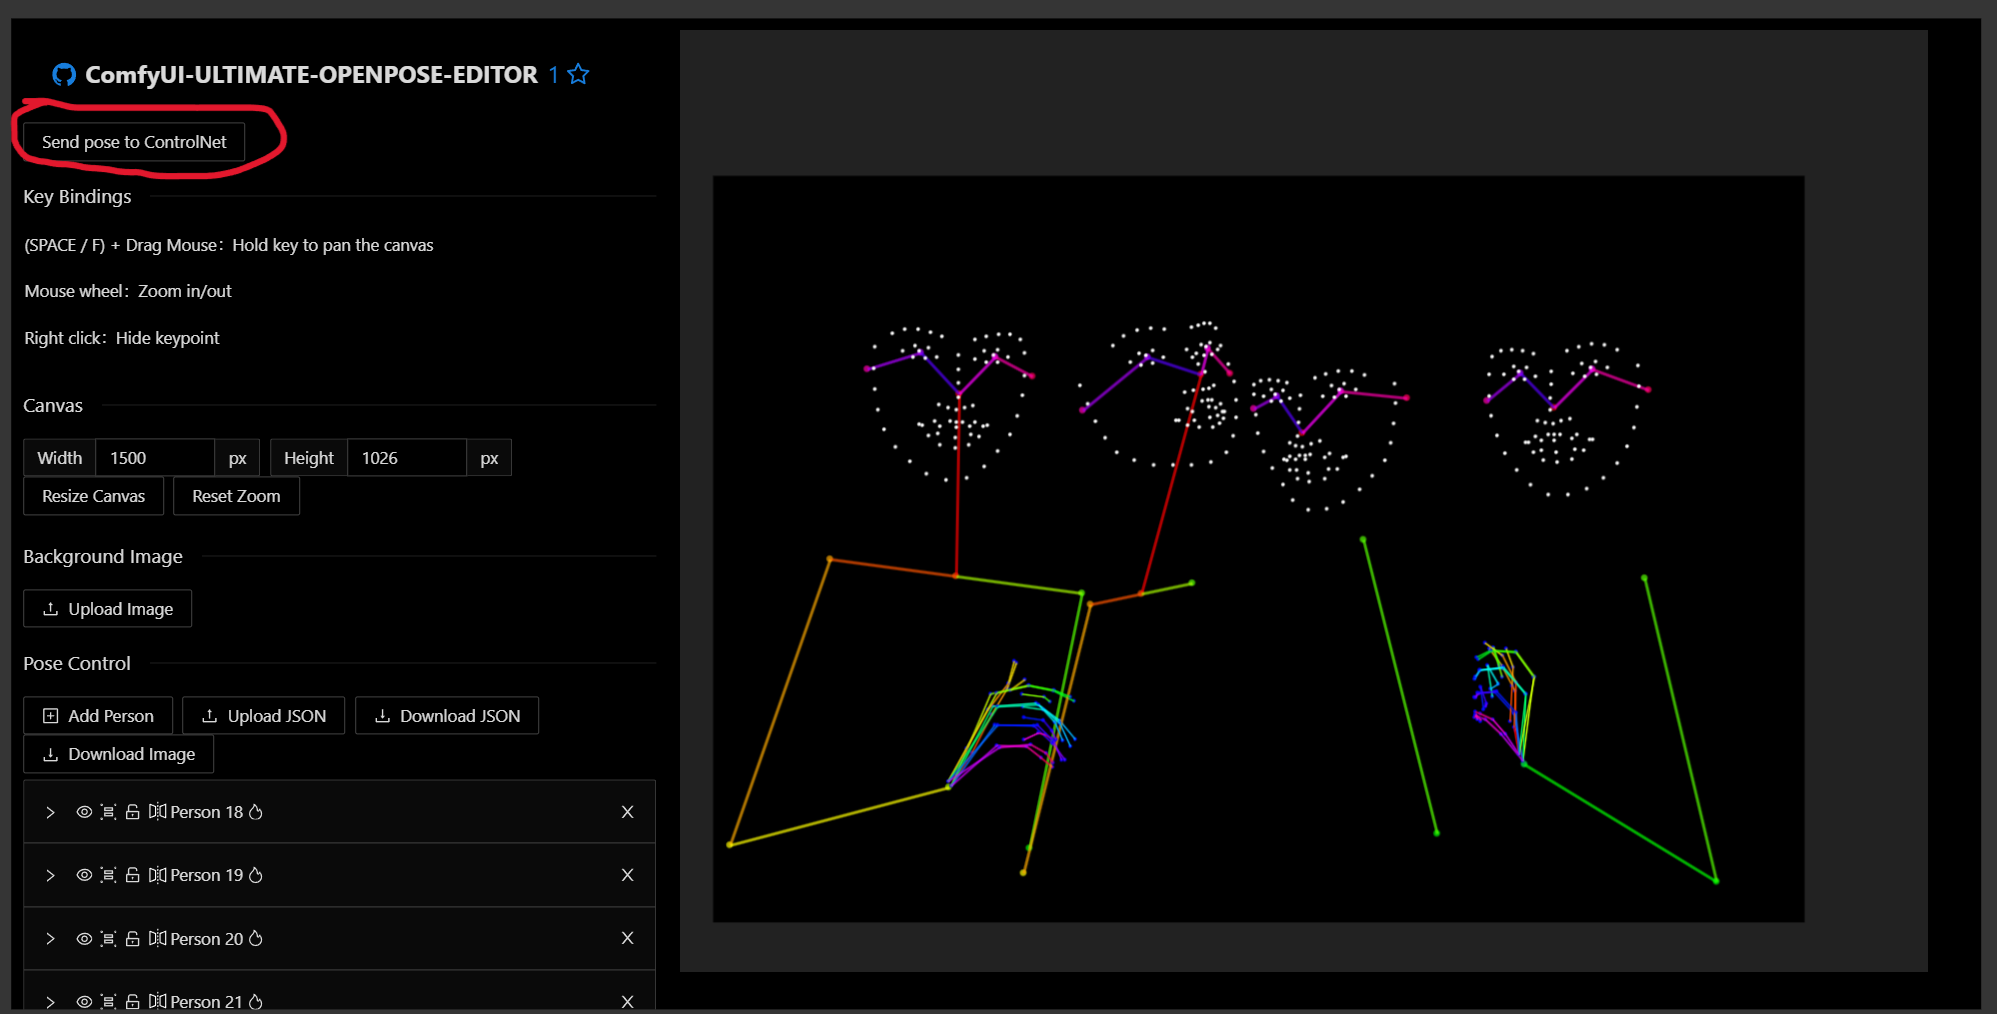 ComfyUI-ULTIMATE-OPENPOSE-EDITOR 1
Send pose to ControlNet
Key Bindings
(SPACE / F) + Drag Mouse：Hold key to pan the canvas
Mouse wheel：Zoom in/out
Right click：Hide keypoint
Canvas
Width 1500 px Height 1026 px
Resize Canvas Reset Zoom
Background Image
Upload Image
Pose Control
Add Person Upload JSON Download JSON
Download Image
Person 18 X
Person 19 X
Person 20 X
Person 21 X